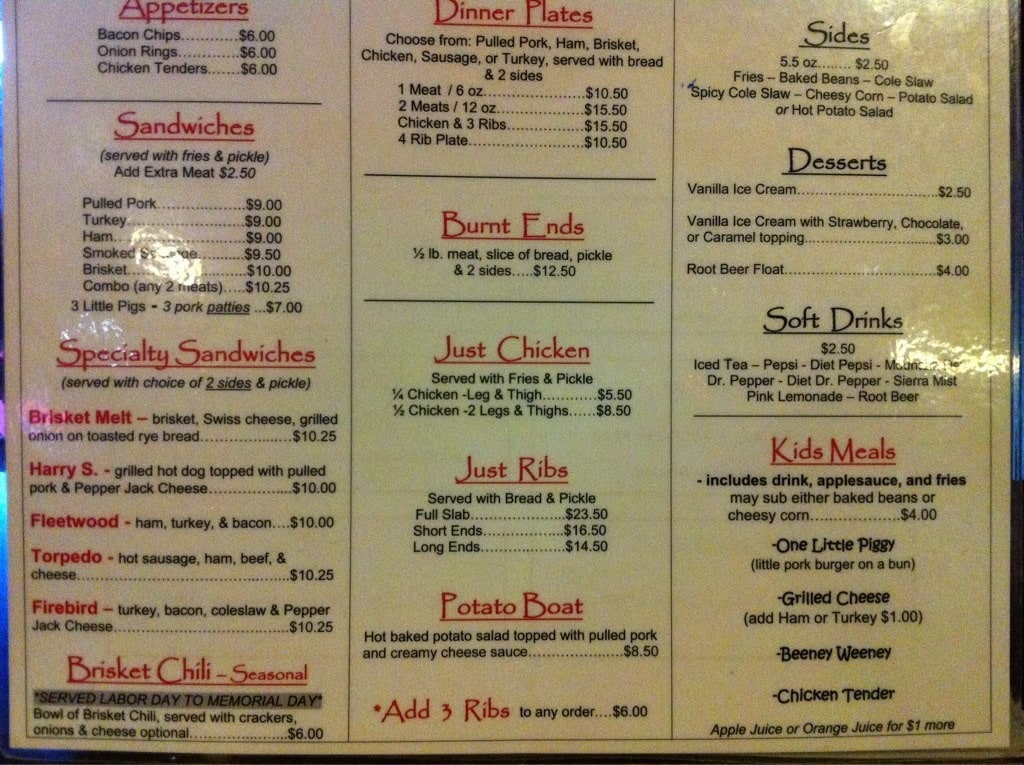 Appetizers
Bacon Chips............$6.00
Onion Rings............$6.00
Chicken Tenders.......$6.00
Sandwiches
(served with fries & pickle)
Add Extra Meat $2.50
Pulled Pork..................$9.00
Turkey........................$9.00
Ham..........................$9.00
Smoked Sausage..........$9.50
Brisket........................$10.00
Combo (any 2 meats).....$10.25
3 Little Pigs - 3 pork patties ...$7.00
Specialty Sandwiches
(served with choice of 2 sides & pickle)
Brisket Melt – brisket, Swiss cheese, grilled
onion on toasted rye bread.......................$10.25
Harry S. - grilled hot dog topped with pulled
pork & Pepper Jack Cheese.....................$10.00
Fleetwood - ham, turkey, & bacon....$10.00
Torpedo - hot sausage, ham, beef, &
cheese.....................................................$10.25
Firebird – turkey, bacon, coleslaw & Pepper
Jack Cheese............................................$10.25
Brisket Chili – Seasonal
*SERVED LABOR DAY TO MEMORIAL DAY*
Bowl of Brisket Chili, served with crackers,
onions & cheese optional........................$6.00
Dinner Plates
Choose from: Pulled Pork, Ham, Brisket,
Chicken, Sausage, or Turkey, served with bread
& 2 sides
1 Meat / 6 oz.........................$10.50
2 Meats / 12 oz......................$15.50
Chicken & 3 Ribs....................$15.50
4 Rib Plate.............................$10.50
Burnt Ends
½ lb. meat, slice of bread, pickle
& 2 sides.....$12.50
Just Chicken
Served with Fries & Pickle
¼ Chicken -Leg & Thigh............$5.50
½ Chicken -2 Legs & Thighs......$8.50
Just Ribs
Served with Bread & Pickle
Full Slab............................$23.50
Short Ends.........................$16.50
Long Ends.........................$14.50
Potato Boat
Hot baked potato salad topped with pulled pork
and creamy cheese sauce........................$8.50
*Add 3 Ribs to any order....$6.00
Sides
5.5 oz........ $2.50
Fries – Baked Beans – Cole Slaw
Spicy Cole Slaw – Cheesy Corn – Potato Salad
or Hot Potato Salad
Desserts
Vanilla Ice Cream..................................$2.50
Vanilla Ice Cream with Strawberry, Chocolate,
or Caramel topping................................$3.00
Root Beer Float.....................................$4.00
Soft Drinks
$2.50
Iced Tea – Pepsi - Diet Pepsi -
Dr. Pepper - Diet Dr. Pepper - Sierra Mist
Pink Lemonade – Root Beer
Kids Meals
- includes drink, applesauce, and fries
may sub either baked beans or
cheesy corn.....................$4.00
-One Little Piggy
(little pork burger on a bun)
-Grilled Cheese
(add Ham or Turkey $1.00)
-Beeney Weeney
-Chicken Tender
Apple Juice or Orange Juice for $1 more